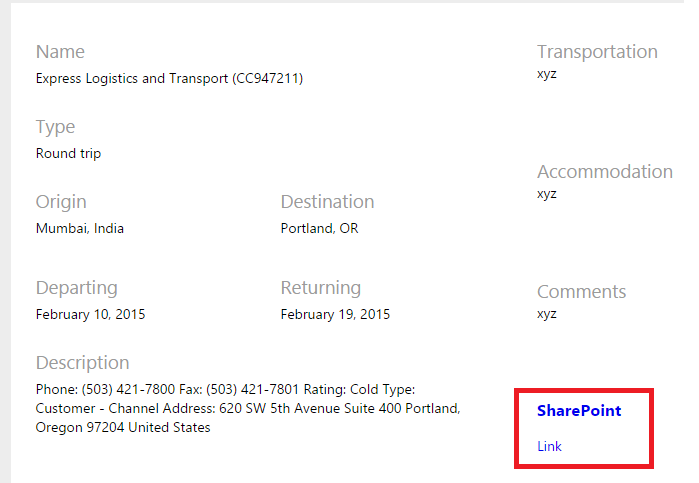 Name
Express Logistics and Transport (CC947211)
Type
Round trip
Origin
Mumbai, India
Destination
Portland, OR
Departing
February 10, 2015
Returning
February 19, 2015
Description
Phone: (503) 421-7800 Fax: (503) 421-7801 Rating: Cold Type:
Customer - Channel Address: 620 SW 5th Avenue Suite 400 Portland,
Oregon 97204 United States
Transportation
xyz
Accommodation
xyz
Comments
xyz
SharePoint
Link